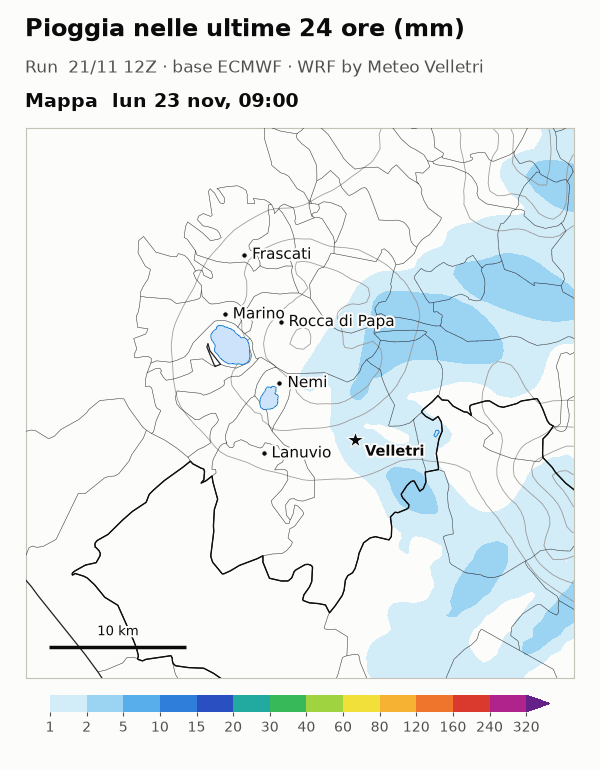 Pioggia nelle ultime 24 ore (mm)
Run  21/11 12Z · base ECMWF · WRF by Meteo Velletri
Mappa  lun 23 nov, 09:00
Frascati
Marino
Rocca di Papa
Nemi
Velletri
Lanuvio
10 km
1 2 5 10 15 20 30 40 60 80 120 160 240 320